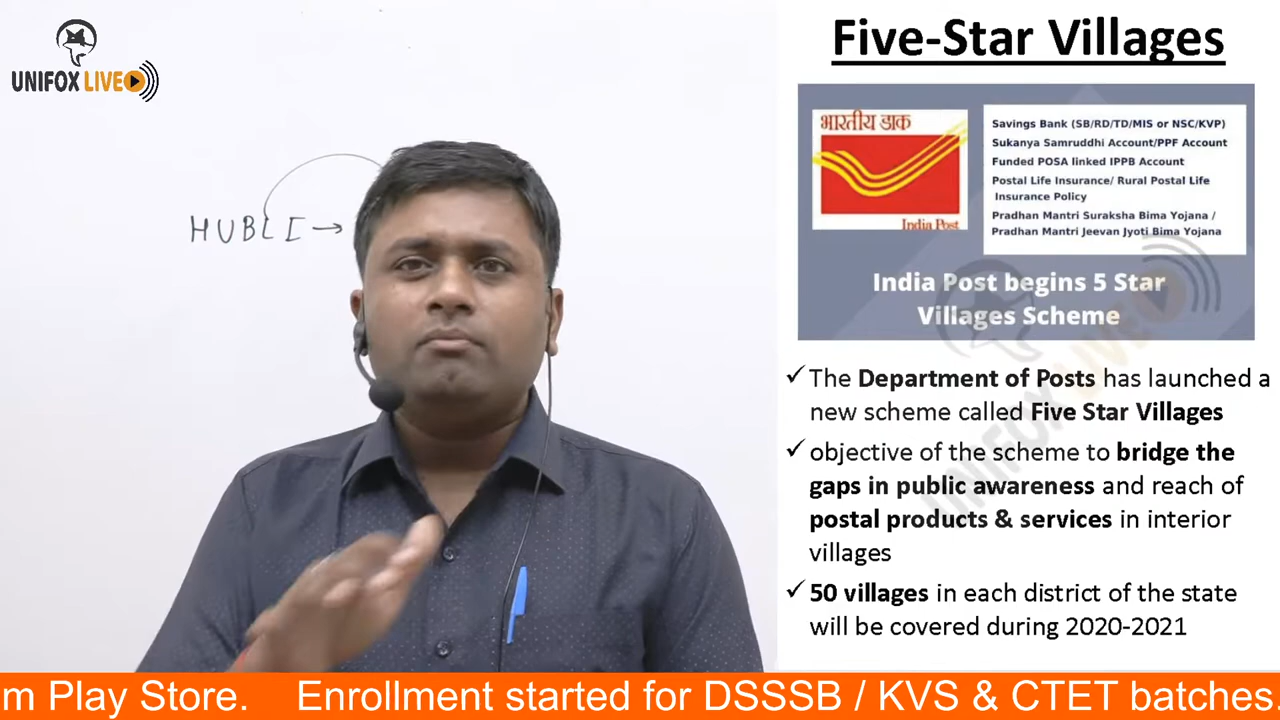 UNIFOX LIVE
HUBLI →
Five-Star Villages
भारतीय डाक
India Post
Savings Bank (SB/RD/TD/MIS or NSC/KVP)
Sukanya Samruddhi Account/PPF Account
Funded POSA linked IPPB Account
Postal Life Insurance/ Rural Postal Life
Insurance Policy
Pradhan Mantri Suraksha Bima Yojana /
Pradhan Mantri Jeevan Jyoti Bima Yojana
India Post begins 5 Star
Villages Scheme
✓The Department of Posts has launched a
new scheme called Five Star Villages
✓objective of the scheme to bridge the
gaps in public awareness and reach of
postal products & services in interior
villages
✓50 villages in each district of the state
will be covered during 2020-2021
UNIFOX LIVE
m Play Store. Enrollment started for DSSSB / KVS & CTET batches.